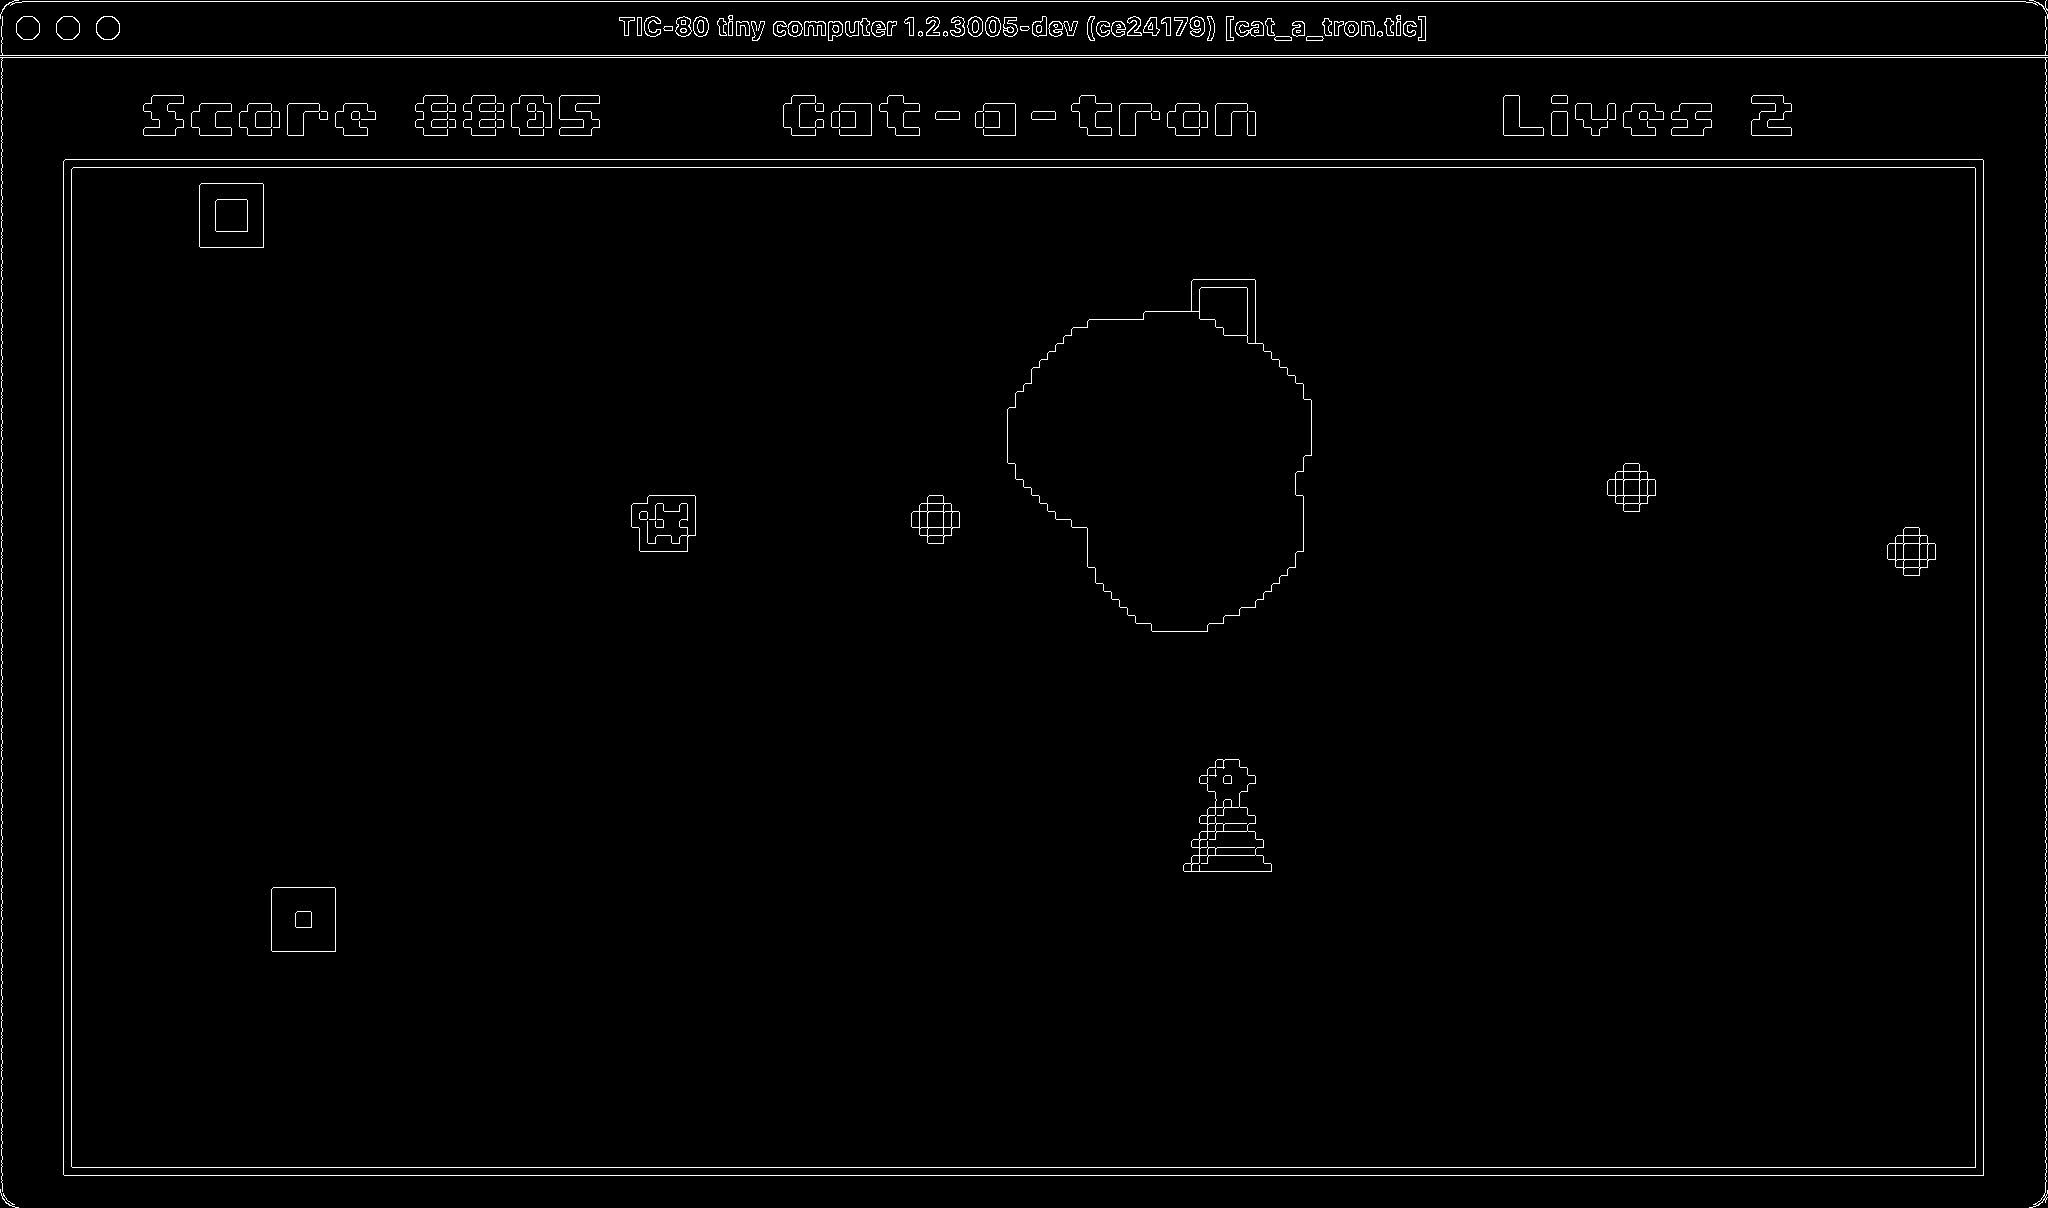 TIC-80 tiny computer 1.2.3005-dev (ce24179) [cat_a_tron.tic]
Score 8805 Cat-a-tron Lives 2